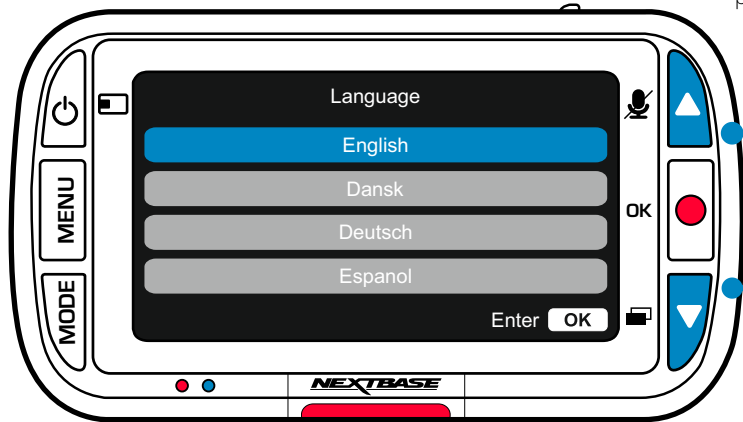 Language
English
Dansk
Deutsch
Espanol
Enter OK
MENU
MODE
OK
NEXTBASE